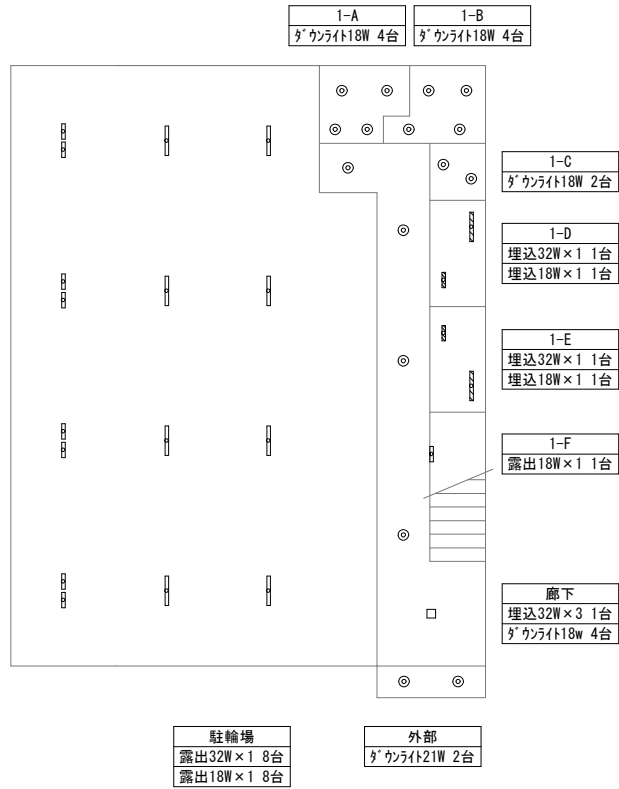 1-A
ﾀﾞｳﾝﾗｲﾄ18W 4台
1-B
ﾀﾞｳﾝﾗｲﾄ18W 4台
1-C
ﾀﾞｳﾝﾗｲﾄ18W 2台
1-D
埋込32W×1 1台
埋込18W×1 1台
1-E
埋込32W×1 1台
埋込18W×1 1台
1-F
露出18W×1 1台
廊下
埋込32W×3 1台
ﾀﾞｳﾝﾗｲﾄ18w 4台
駐輪場
露出32W×1 8台
露出18W×1 8台
外部
ﾀﾞｳﾝﾗｲﾄ21W 2台